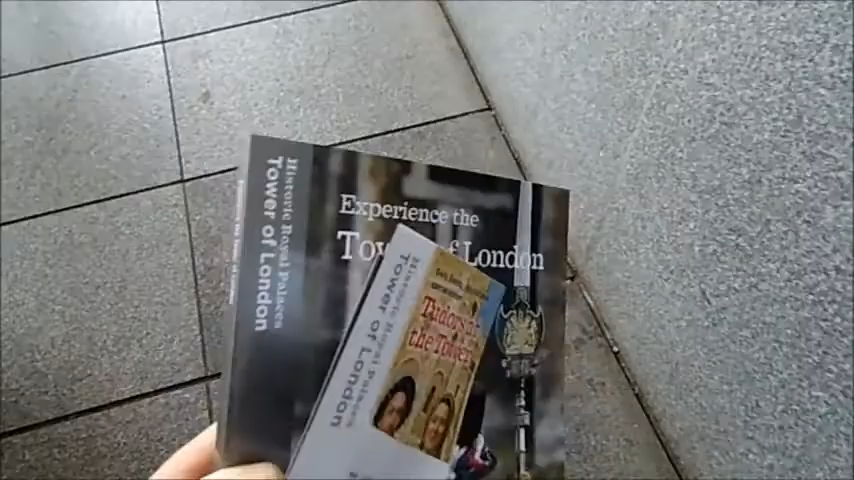 Historic Royal Palaces
Tower of London
Experience the
Tow of London
Historic Royal Palaces
Tower of London
Tudors
the Tower